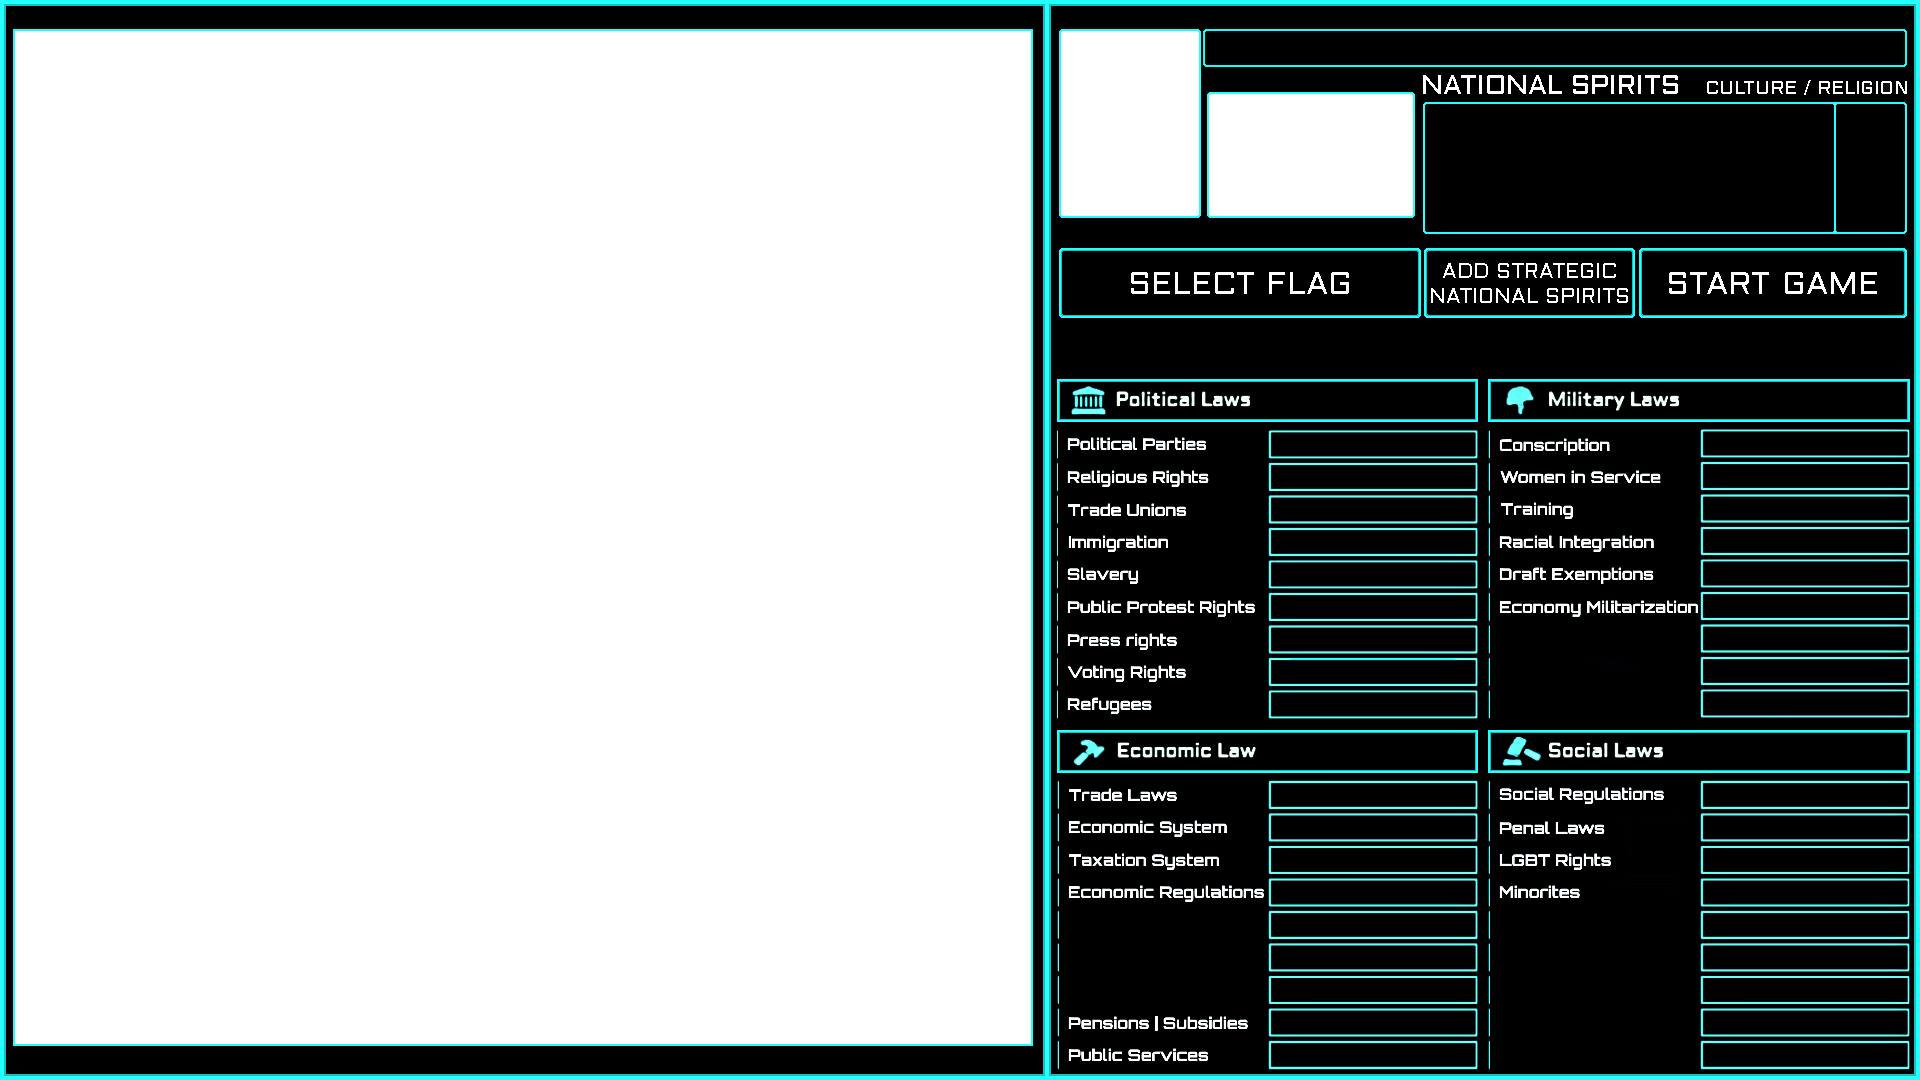 NATIONAL SPIRITS CULTURE / RELIGION
SELECT FLAG
ADD STRATEGIC
NATIONAL SPIRITS
START GAME
Political Laws
Political Parties
Religious Rights
Trade Unions
Immigration
Slavery
Public Protest Rights
Press rights
Voting Rights
Refugees
Military Laws
Conscription
Women in Service
Training
Racial Integration
Draft Exemptions
Economy Militarization
Economic Law
Trade Laws
Economic System
Taxation System
Economic Regulations
Pensions | Subsidies
Public Services
Social Laws
Social Regulations
Penal Laws
LGBT Rights
Minorites